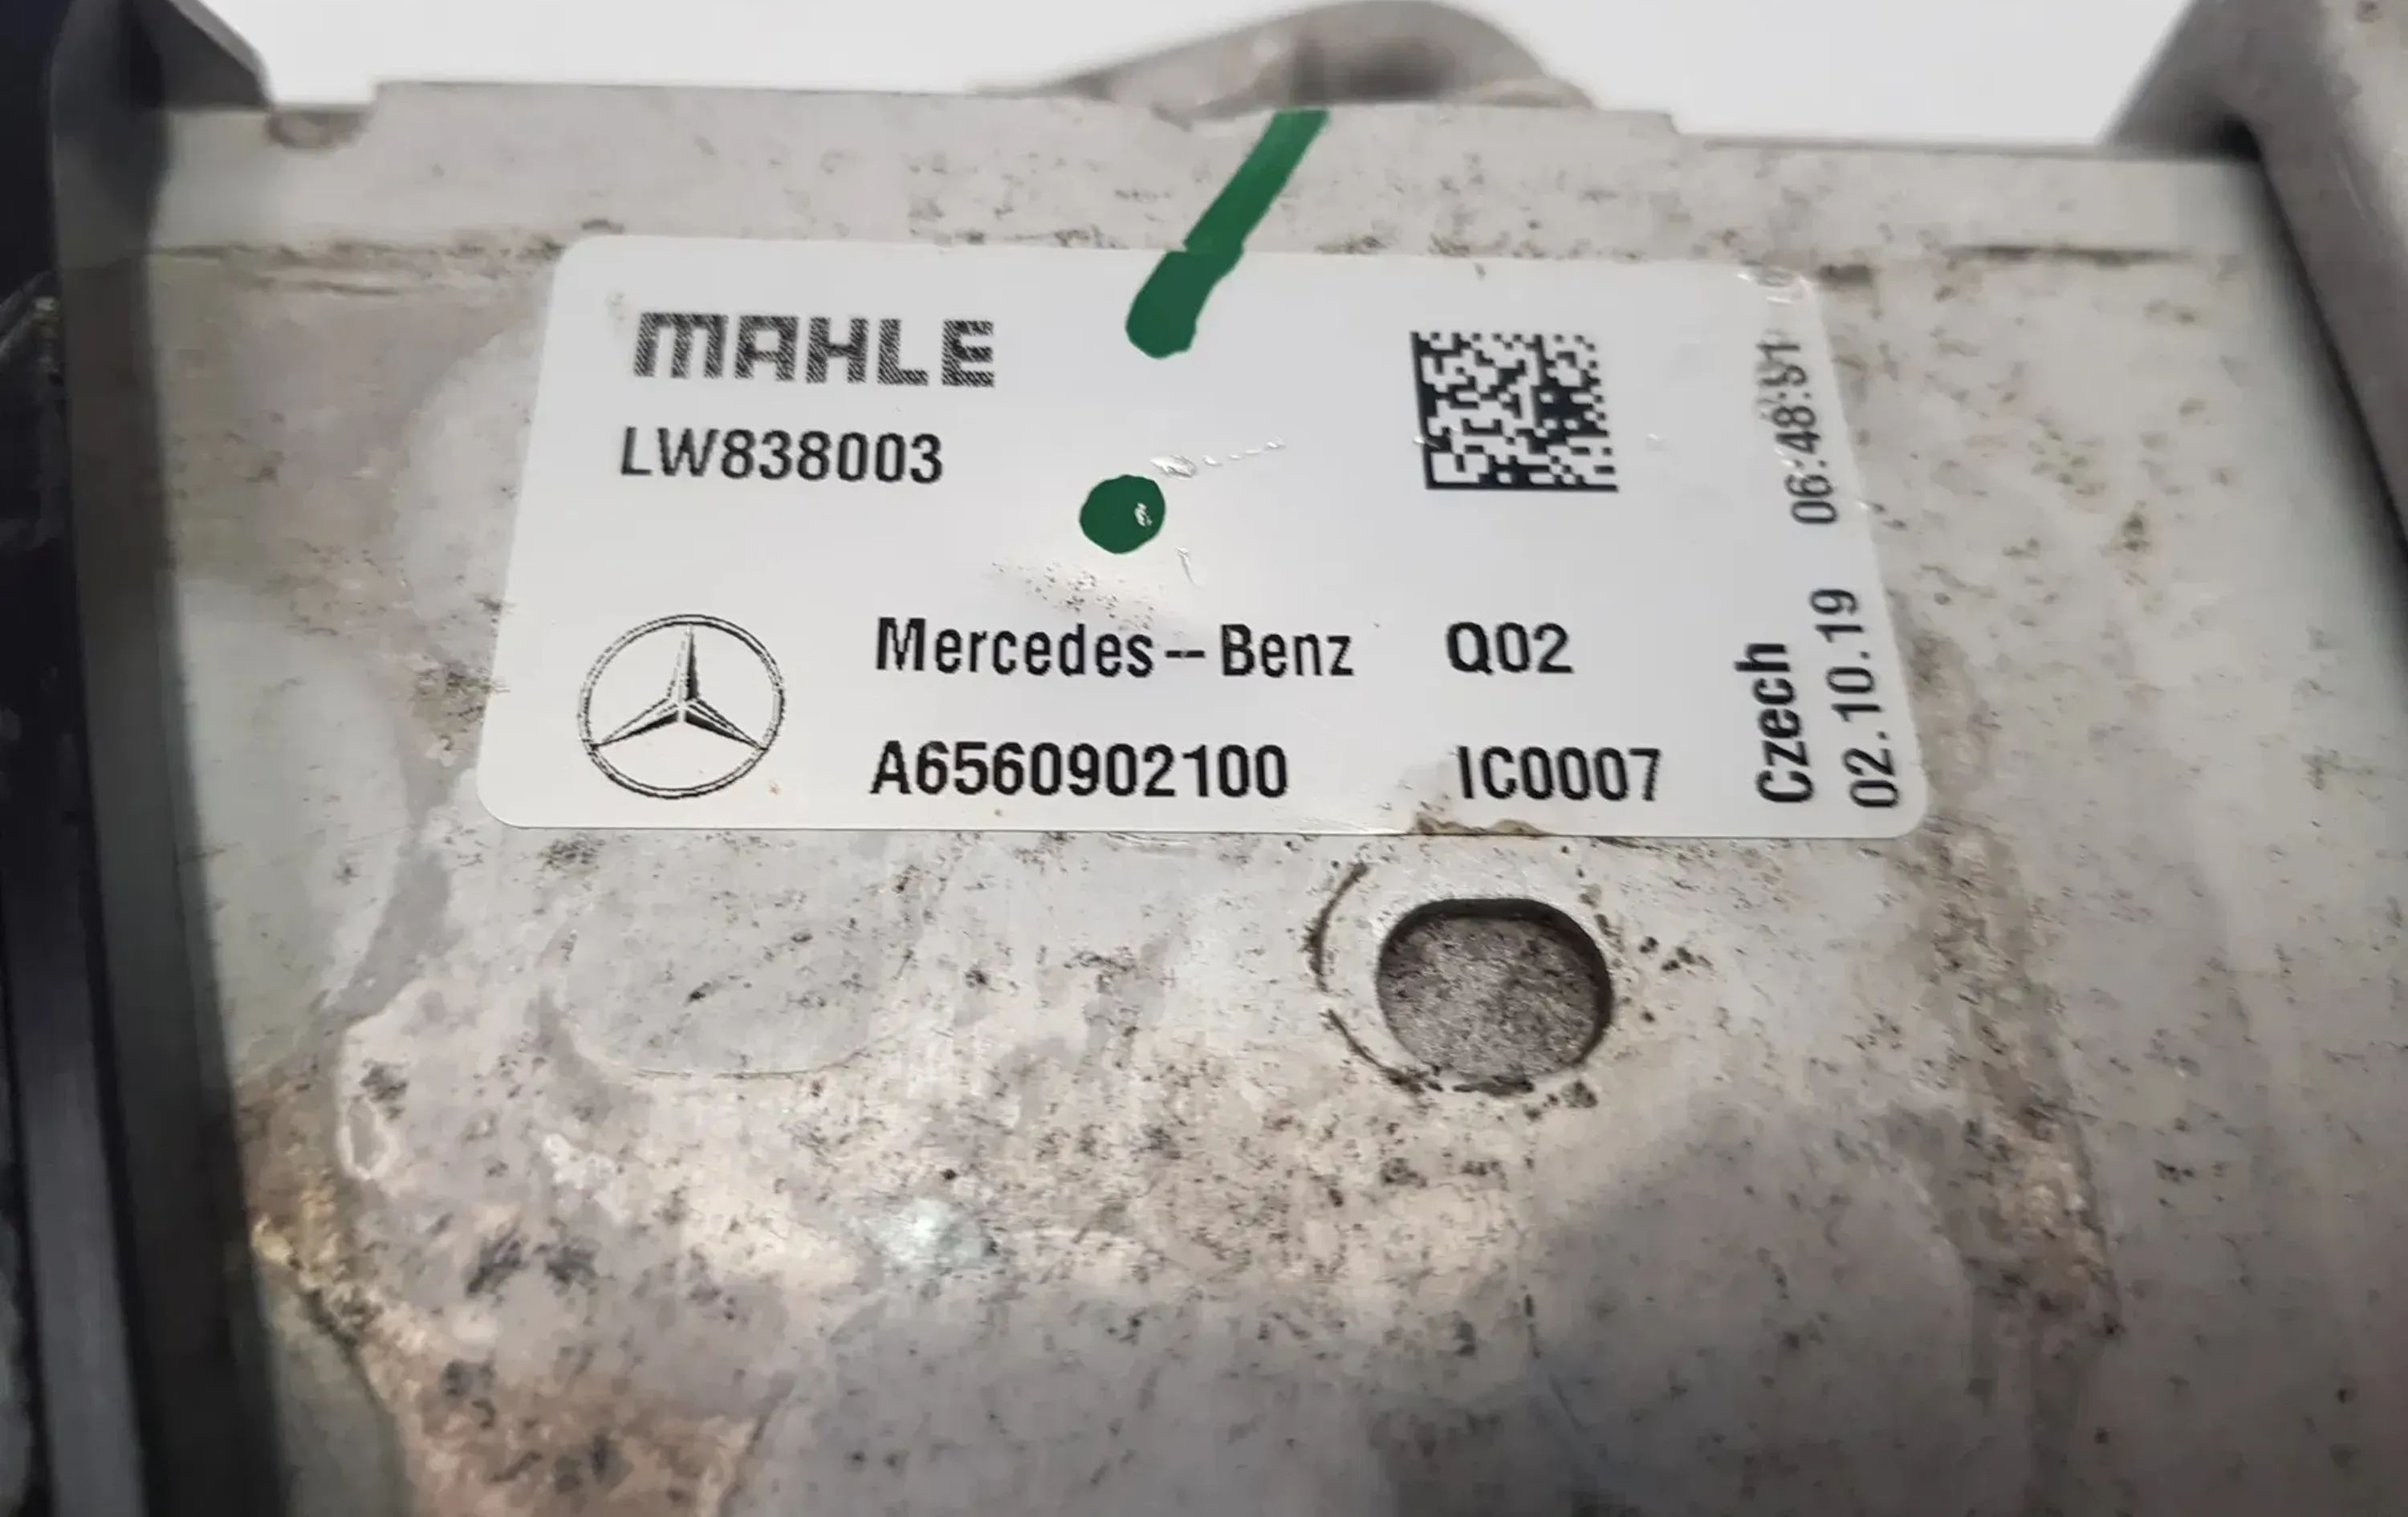 MAHLE
LW838003
Mercedes--Benz Q02
A6560902100 IC0007
Czech
02.10.19 06:48:51